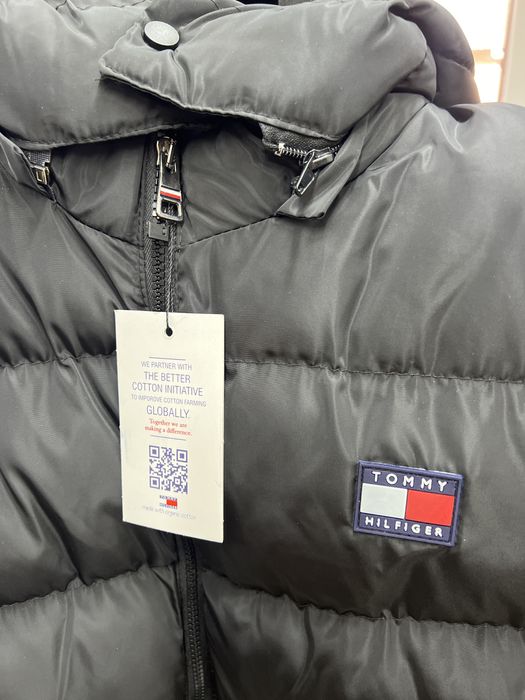 WE PARTNER WITH
THE BETTER
COTTON INITIATIVE
TO IMPOROVE COTTON FARMING
GLOBALLY.
Together we are
making a difference.
made with organic cotton
TOMMY
HILFIGER